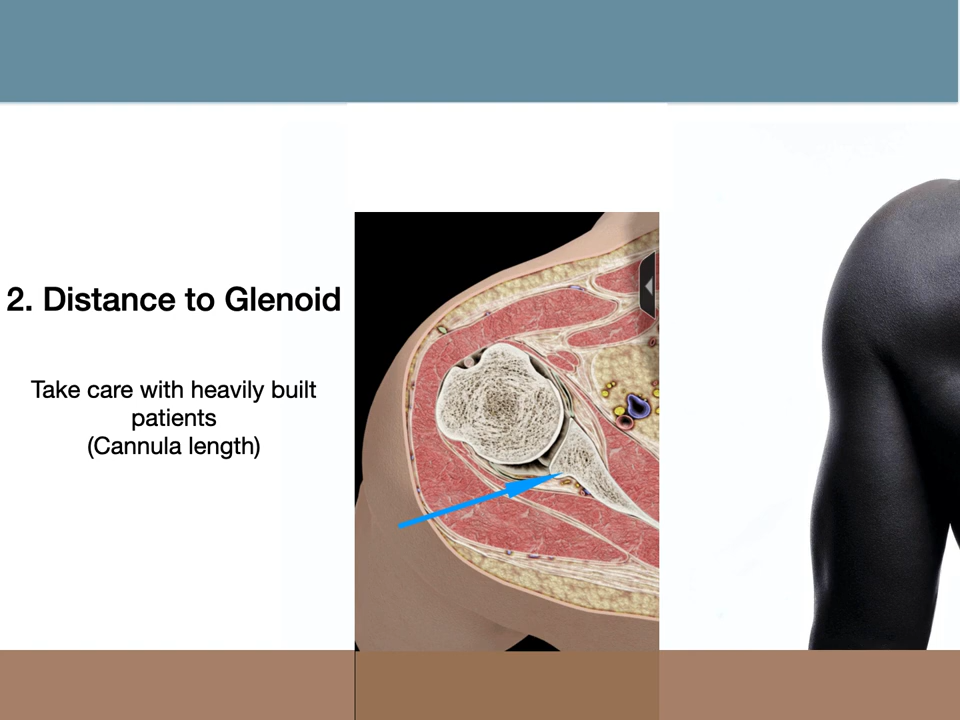 2. Distance to Glenoid
Take care with heavily built
patients
(Cannula length)